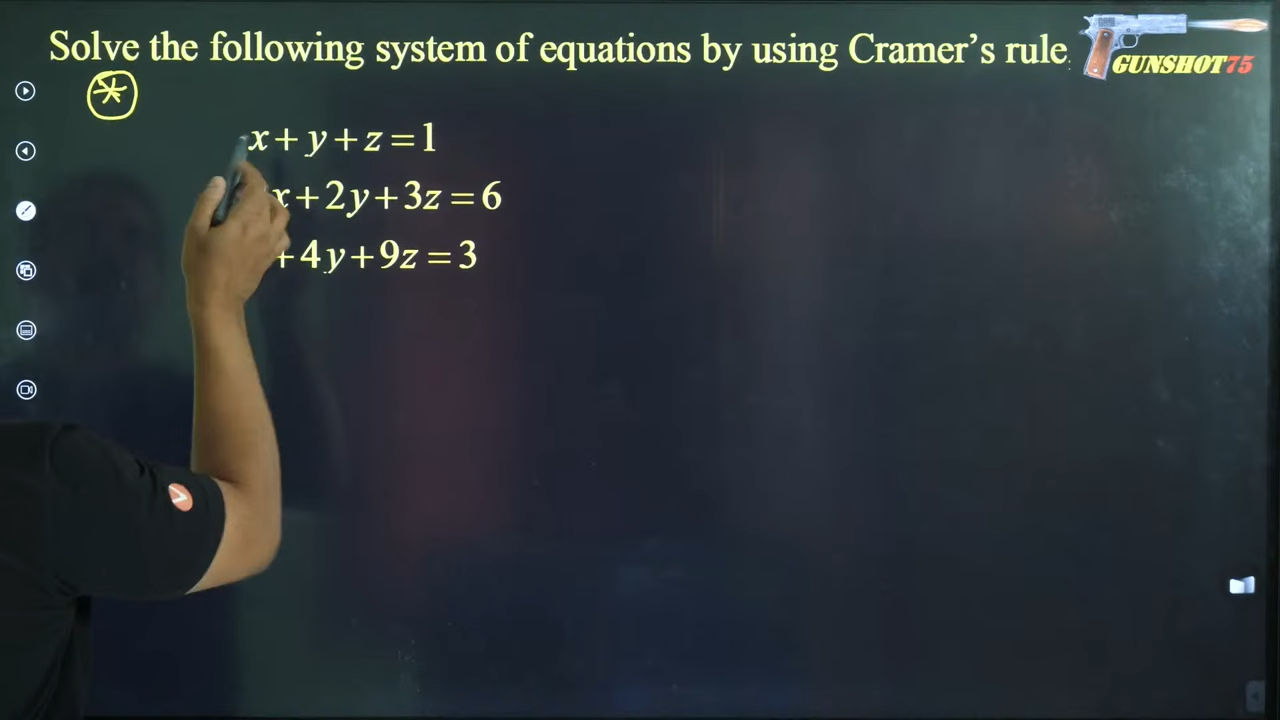 Solve the following system of equations by using Cramer's rule.
GUNSHOT75
*
x + y + z = 1
x + 2y + 3z = 6
+ 4y + 9z = 3